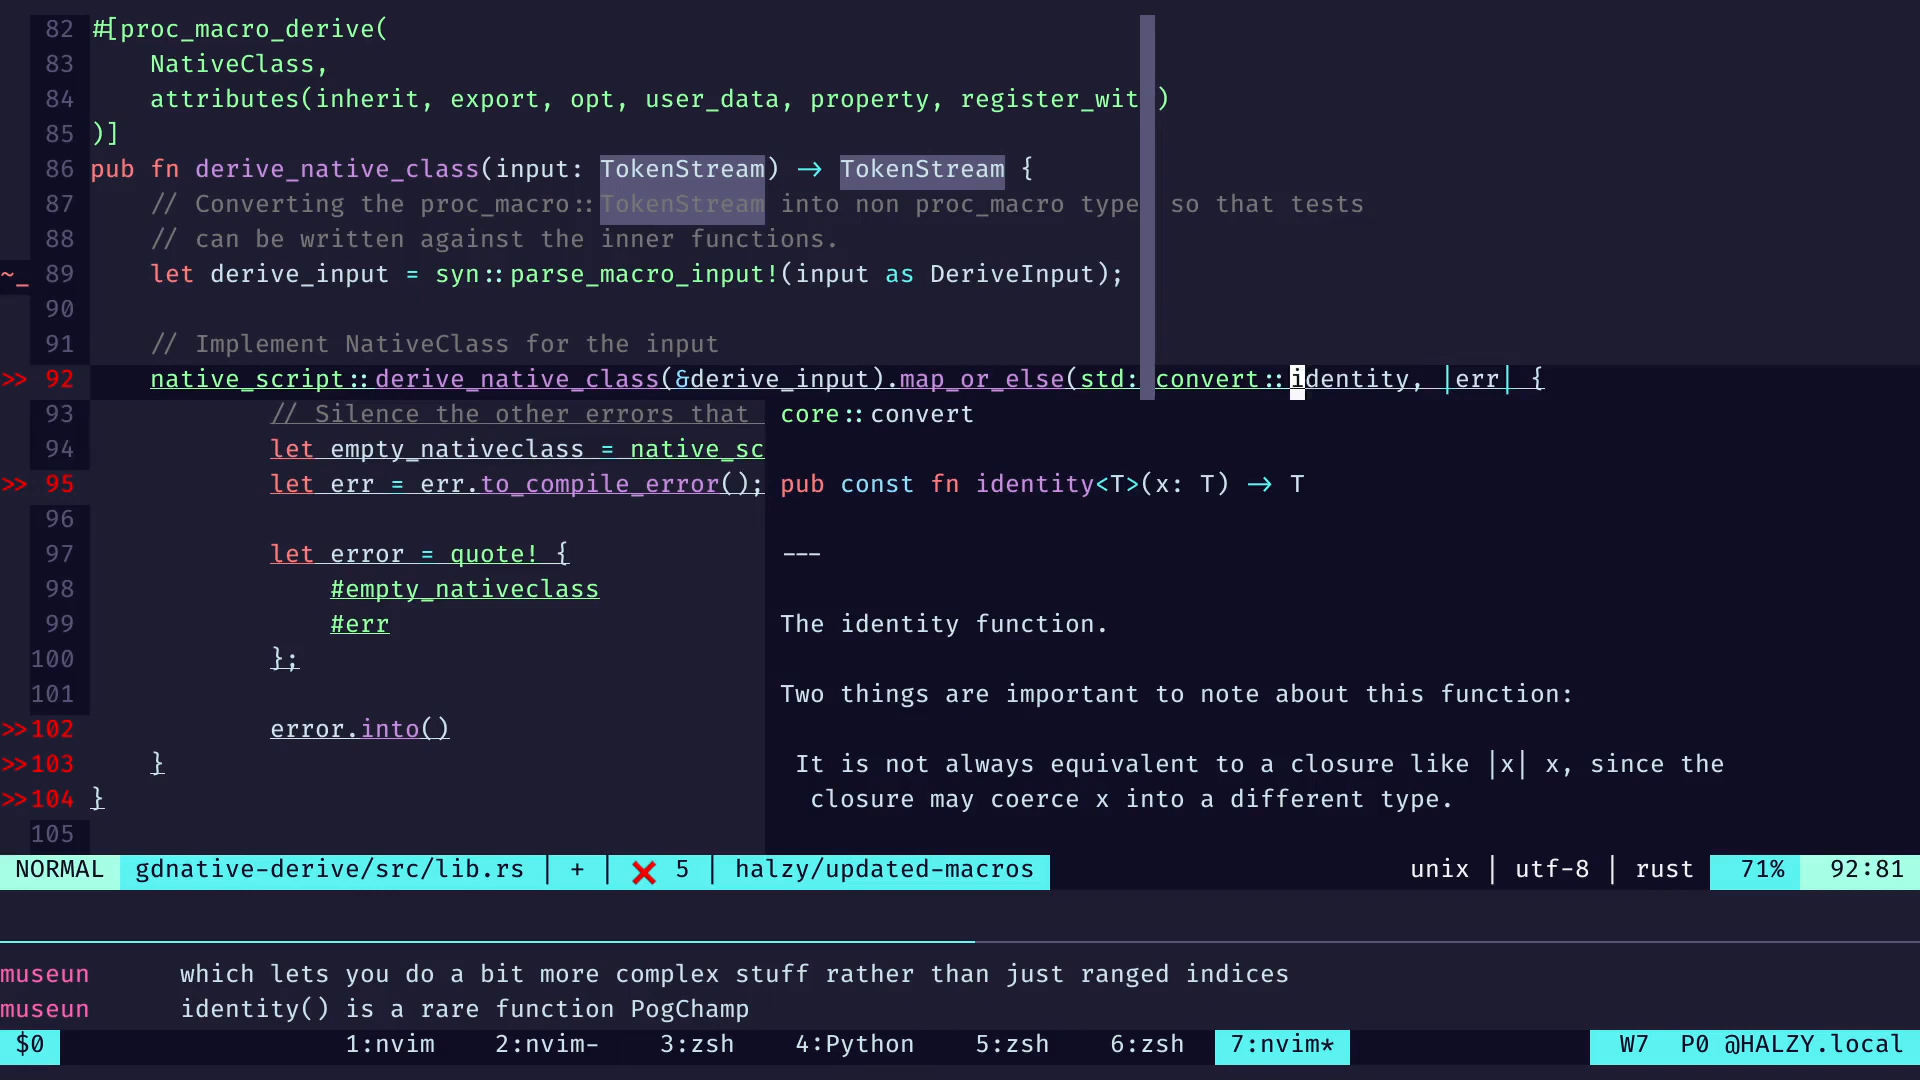 82 #[proc_macro_derive(
83     NativeClass,
84     attributes(inherit, export, opt, user_data, property, register_wit )
85 )]
86 pub fn derive_native_class(input: TokenStream) -> TokenStream {
87     // Converting the proc_macro::TokenStream into non proc_macro type  so that tests
88     // can be written against the inner functions.
~_ 89     let derive_input = syn::parse_macro_input!(input as DeriveInput);
90
91     // Implement NativeClass for the input
>> 92     native_script::derive_native_class(&derive_input).map_or_else(std: convert::identity, |err| {
93             // Silence the other errors that core::convert
94             let empty_nativeclass = native_sc
>> 95             let err = err.to_compile_error(); pub const fn identity<T>(x: T) -> T
96
97             let error = quote! { ---
98                 #empty_nativeclass
99                 #err The identity function.
100             };
101 Two things are important to note about this function:
>>102             error.into()
>>103     } It is not always equivalent to a closure like |x| x, since the
>>104 } closure may coerce x into a different type.
105
NORMAL gdnative-derive/src/lib.rs | + | ❌ 5 | halzy/updated-macros unix | utf-8 | rust 71% 92:81
museun which lets you do a bit more complex stuff rather than just ranged indices
museun identity() is a rare function PogChamp
$0 1:nvim 2:nvim- 3:zsh 4:Python 5:zsh 6:zsh 7:nvim* W7 P0 @HALZY.local